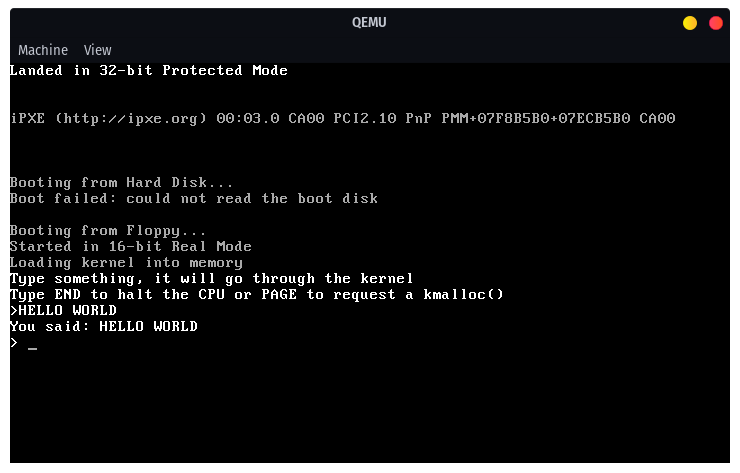 QEMU
Machine View
Landed in 32-bit Protected Mode
iPXE (http://ipxe.org) 00:03.0 CA00 PCI2.10 PnP PMM+07F8B5B0+07ECB5B0 CA00
Booting from Hard Disk...
Boot failed: could not read the boot disk
Booting from Floppy...
Started in 16-bit Real Mode
Loading kernel into memory
Type something, it will go through the kernel
Type END to halt the CPU or PAGE to request a kmalloc()
>HELLO WORLD
You said: HELLO WORLD
> _